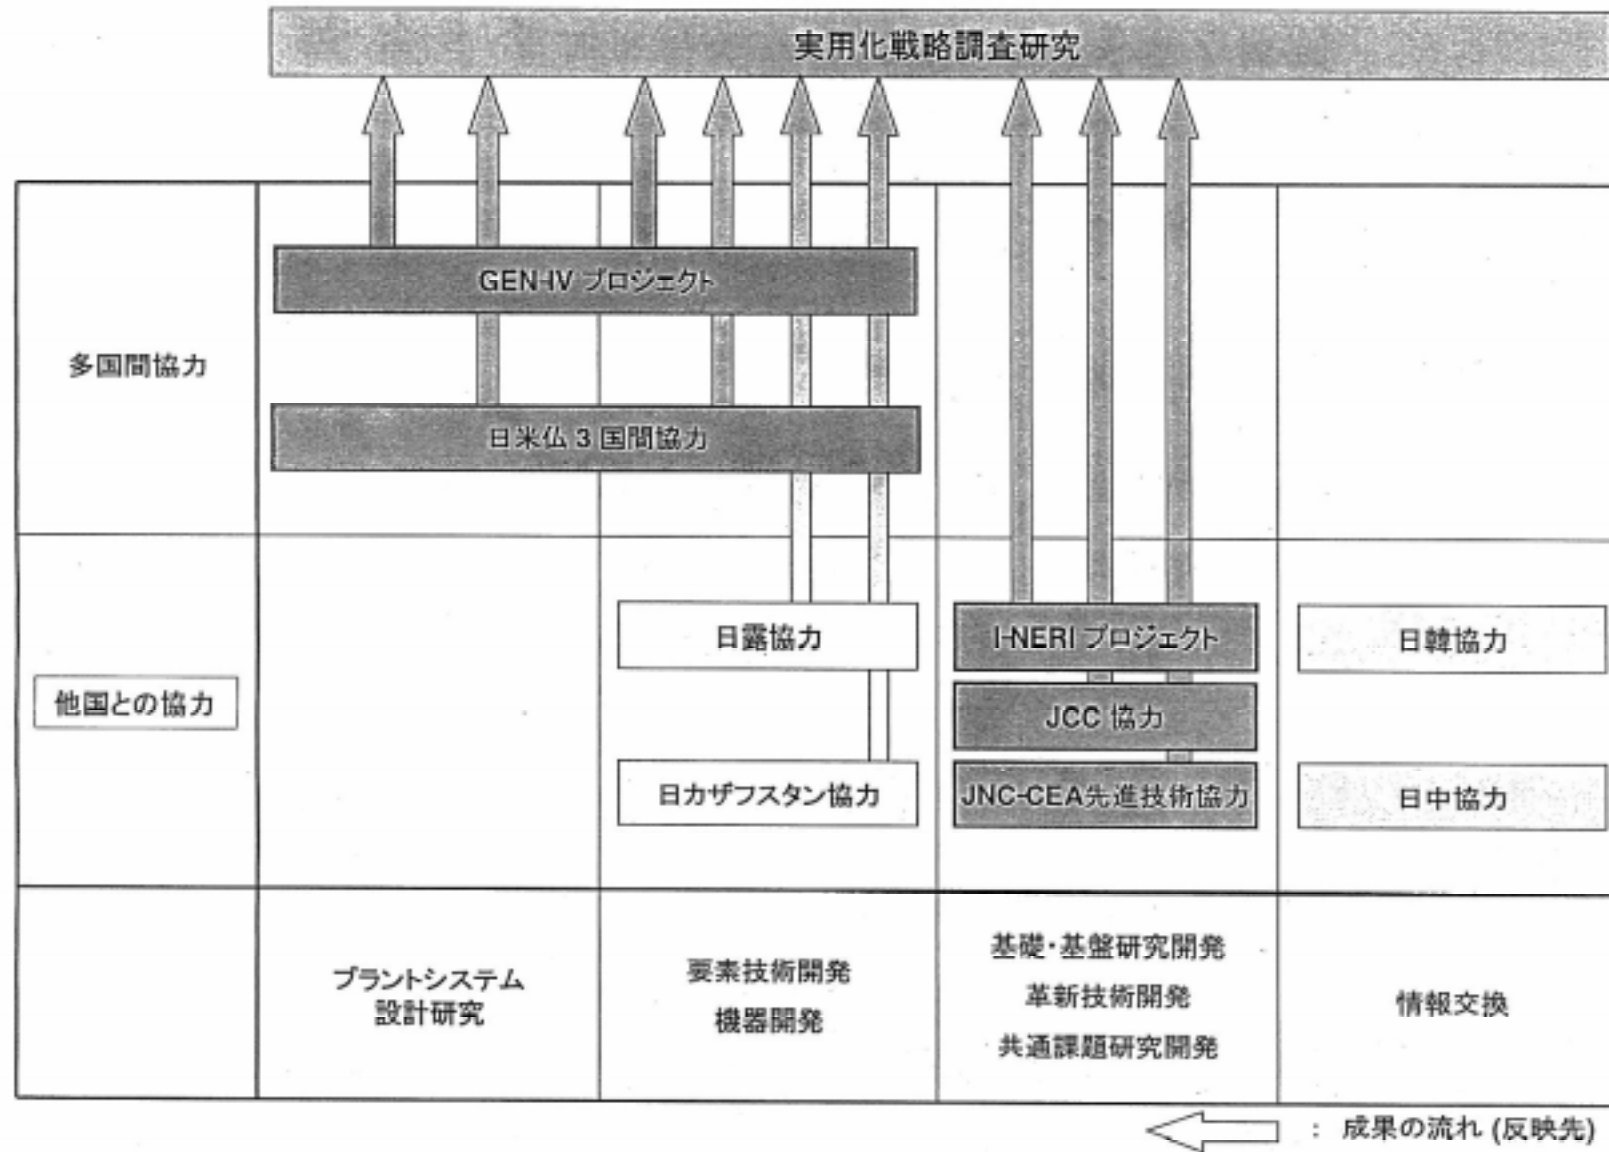 実用化戦略調査研究
GEN-IV プロジェクト
多国間協力
日米仏 3 国間協力
日露協力
I-NERI プロジェクト
日韓協力
他国との協力
JCC 協力
日カザフスタン協力
JNC-CEA先進技術協力
日中協力
プラントシステム
設計研究
要素技術開発
機器開発
基礎・基盤研究開発
革新技術開発
共通課題研究開発
情報交換
： 成果の流れ (反映先)